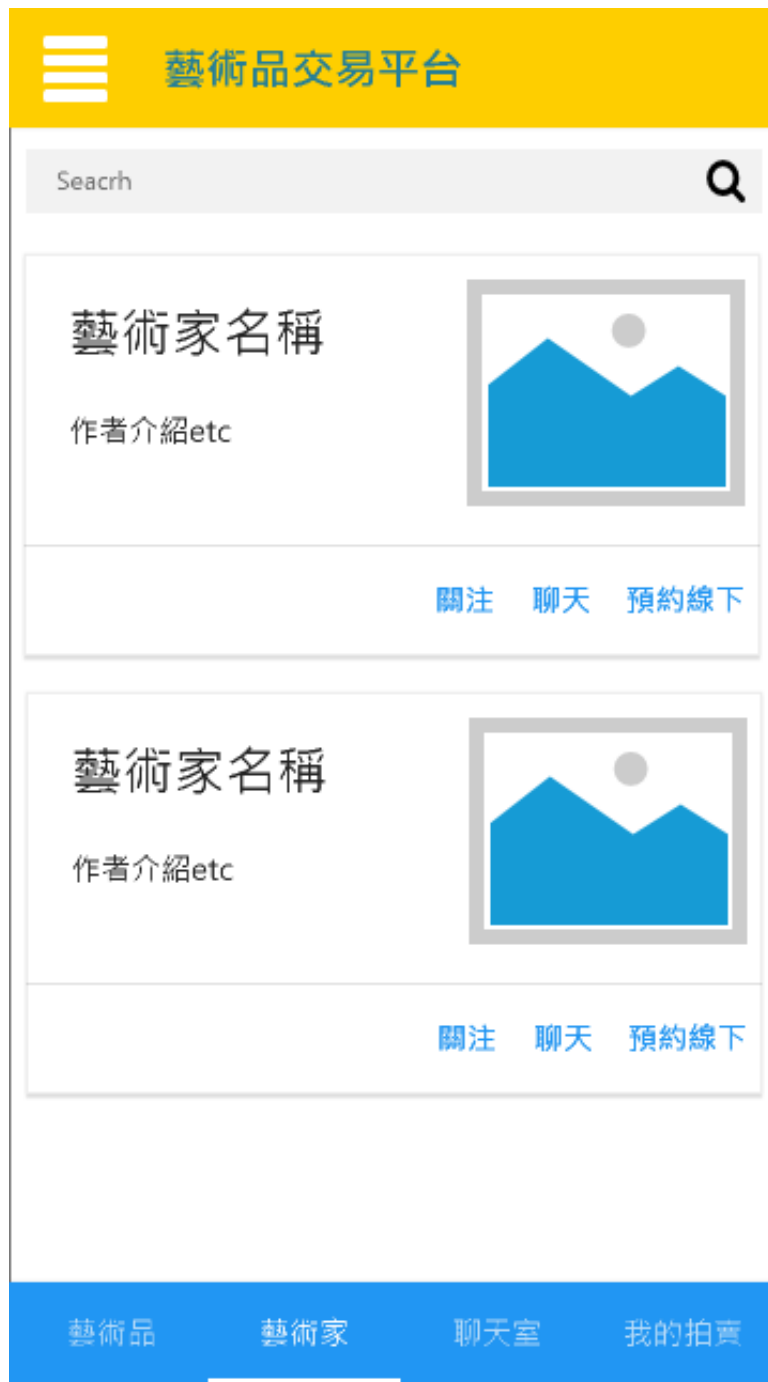 藝術品交易平台
Seacrh
藝術家名稱
作者介紹etc
關注 聊天 預約線下
藝術家名稱
作者介紹etc
關注 聊天 預約線下
藝術品 藝術家 聊天室 我的拍賣